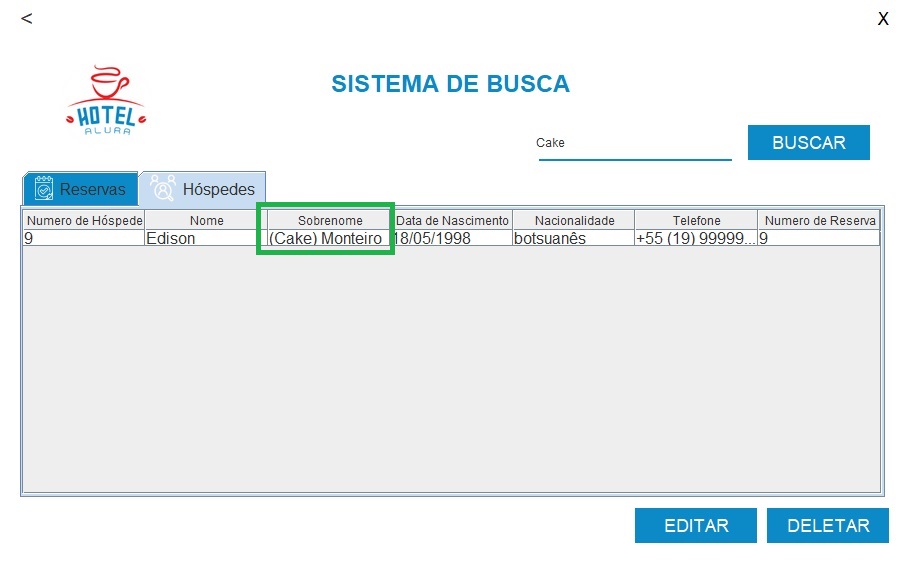 <
X
HOTEL
ALURA
SISTEMA DE BUSCA
Cake
BUSCAR
Reservas
Hóspedes
Numero de Hóspede Nome Sobrenome Data de Nascimento Nacionalidade Telefone Numero de Reserva
9 Edison (Cake) Monteiro 18/05/1998 botsuanês +55 (19) 99999... 9
EDITAR
DELETAR